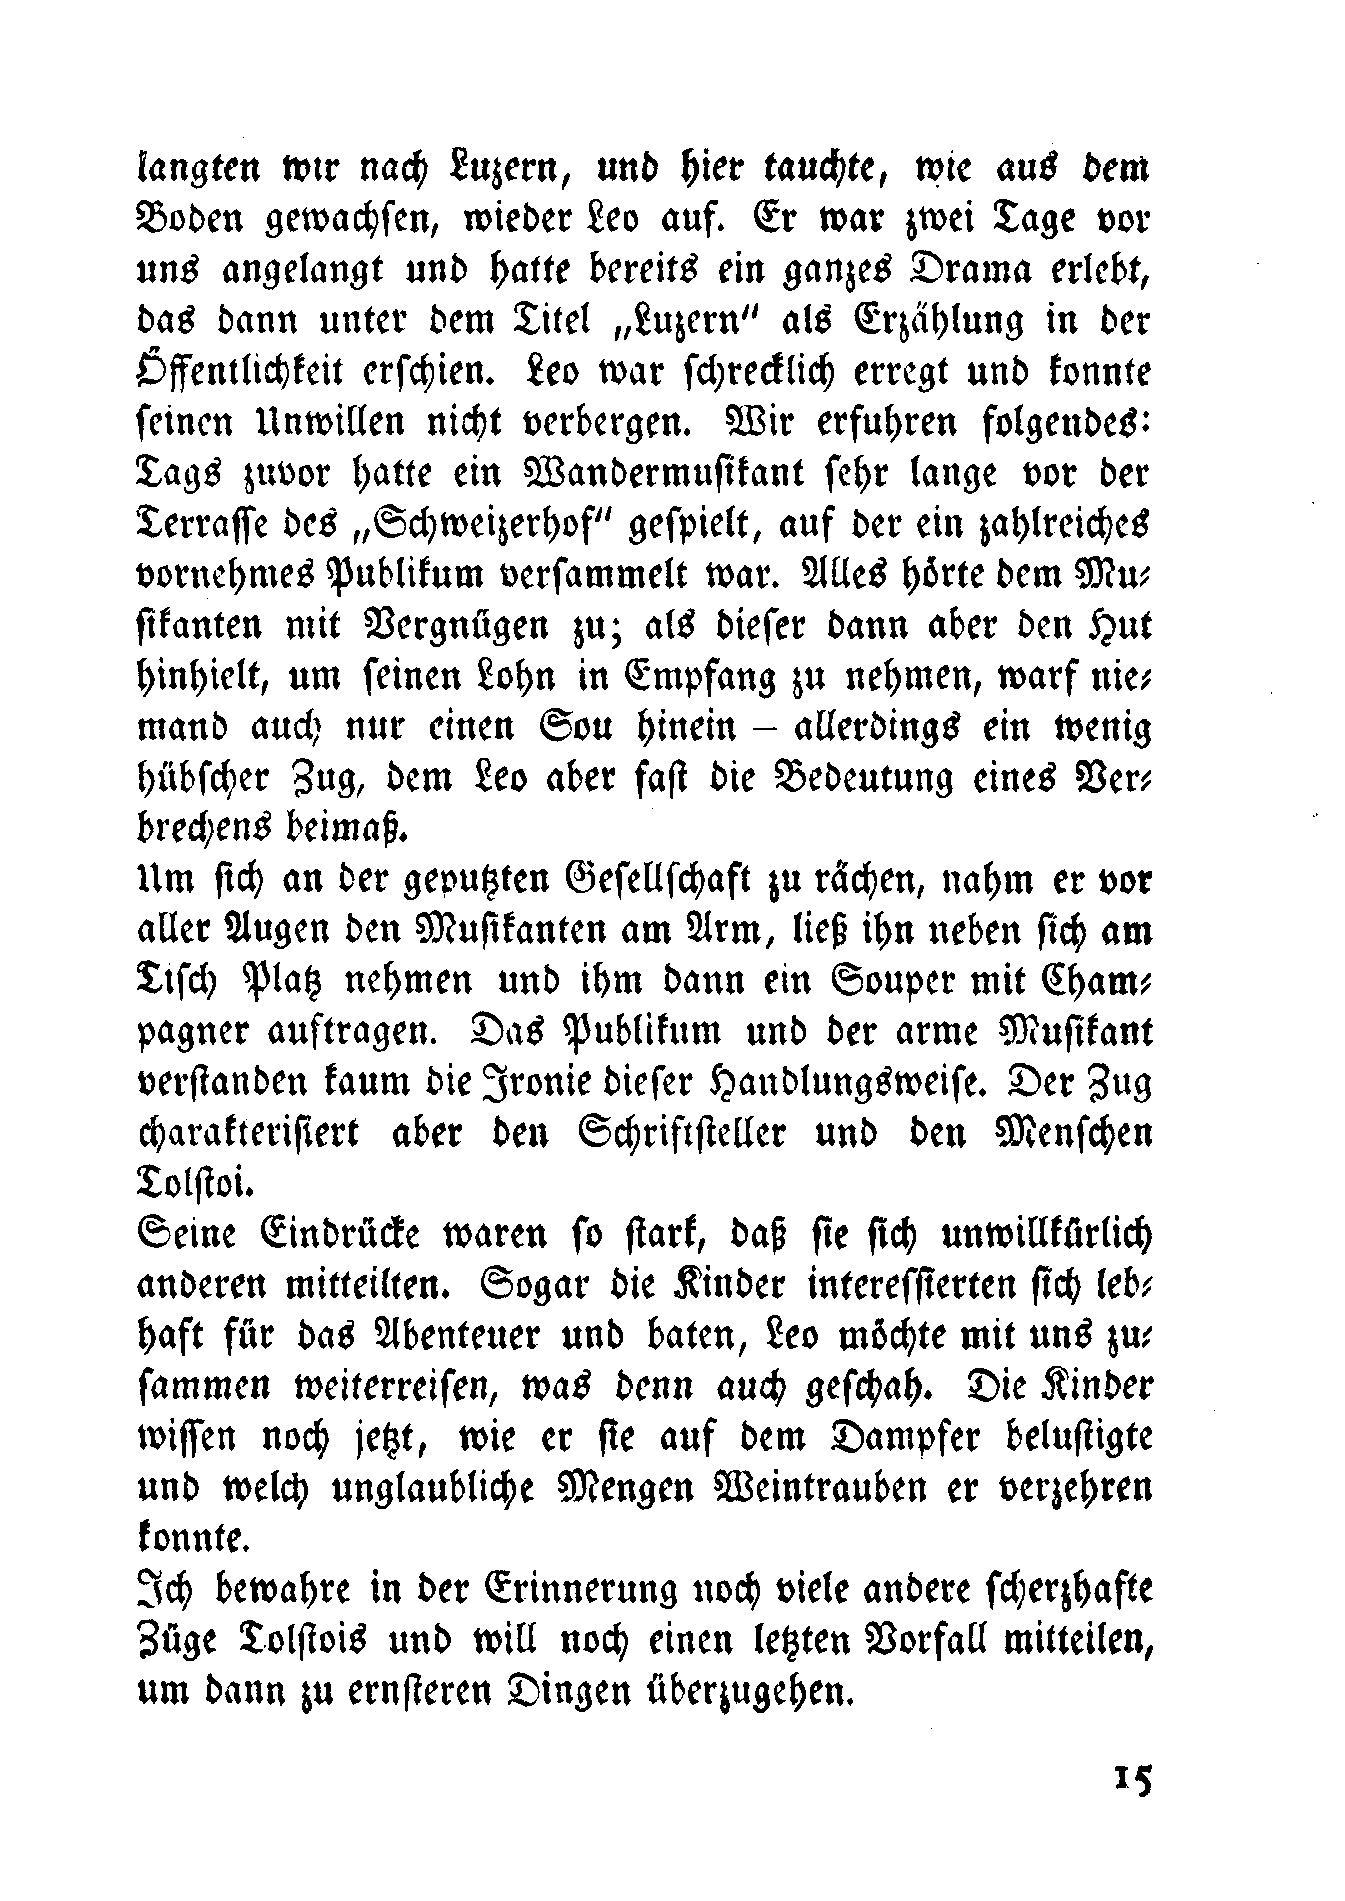 langten wir nach Luzern, und hier tauchte, wie aus dem
Boden gewachsen, wieder Leo auf. Er war zwei Tage vor
uns angelangt und hatte bereits ein ganzes Drama erlebt,
das dann unter dem Titel „Luzern“ als Erzählung in der
Öffentlichkeit erschien. Leo war schrecklich erregt und konnte
seinen Unwillen nicht verbergen. Wir erfuhren folgendes:
Tags zuvor hatte ein Wandermusikant sehr lange vor der
Terrasse des „Schweizerhof“ gespielt, auf der ein zahlreiches
vornehmes Publikum versammelt war. Alles hörte dem Mu-
sikanten mit Vergnügen zu; als dieser dann aber den Hut
hinhielt, um seinen Lohn in Empfang zu nehmen, warf nie-
mand auch nur einen Sou hinein – allerdings ein wenig
hübscher Zug, dem Leo aber fast die Bedeutung eines Ver-
brechens beimaß.
Um sich an der geputzten Gesellschaft zu rächen, nahm er vor
aller Augen den Musikanten am Arm, ließ ihn neben sich am
Tisch Platz nehmen und ihm dann ein Souper mit Cham-
pagner auftragen. Das Publikum und der arme Musikant
verstanden kaum die Ironie dieser Handlungsweise. Der Zug
charakterisiert aber den Schriftsteller und den Menschen
Tolstoi.
Seine Eindrücke waren so stark, daß sie sich unwillkürlich
anderen mitteilten. Sogar die Kinder interessierten sich leb-
haft für das Abenteuer und baten, Leo möchte mit uns zu-
sammen weiterreisen, was denn auch geschah. Die Kinder
wissen noch jetzt, wie er sie auf dem Dampfer belustigte
und welch unglaubliche Mengen Weintrauben er verzehren
konnte.
Ich bewahre in der Erinnerung noch viele andere scherzhafte
Züge Tolstois und will noch einen letzten Vorfall mitteilen,
um dann zu ernsteren Dingen überzugehen.
15